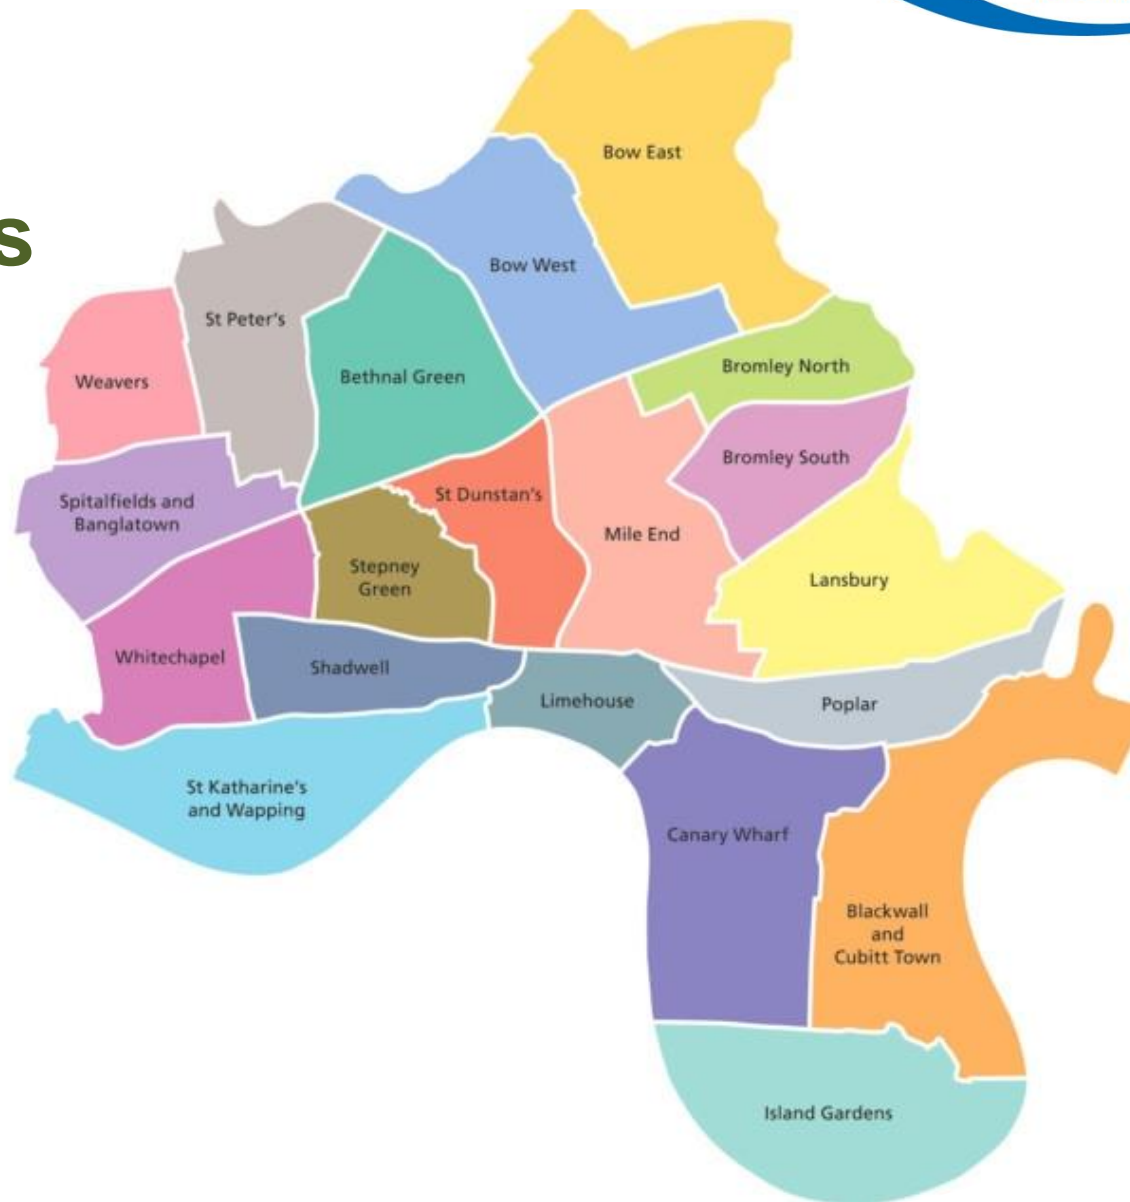 Bow East
s
Bow West
St Peter's
Bromley North
Bethnal Green
Weavers
Bromley South
St Dunstan's
Spitalfields and
Banglatown
Mile End
Stepney
Green
Lansbury
Whitechapel
Shadwell
Limehouse
Poplar
St Katharine's
and Wapping
Canary Wharf
Blackwall
and
Cubitt Town
Island Gardens